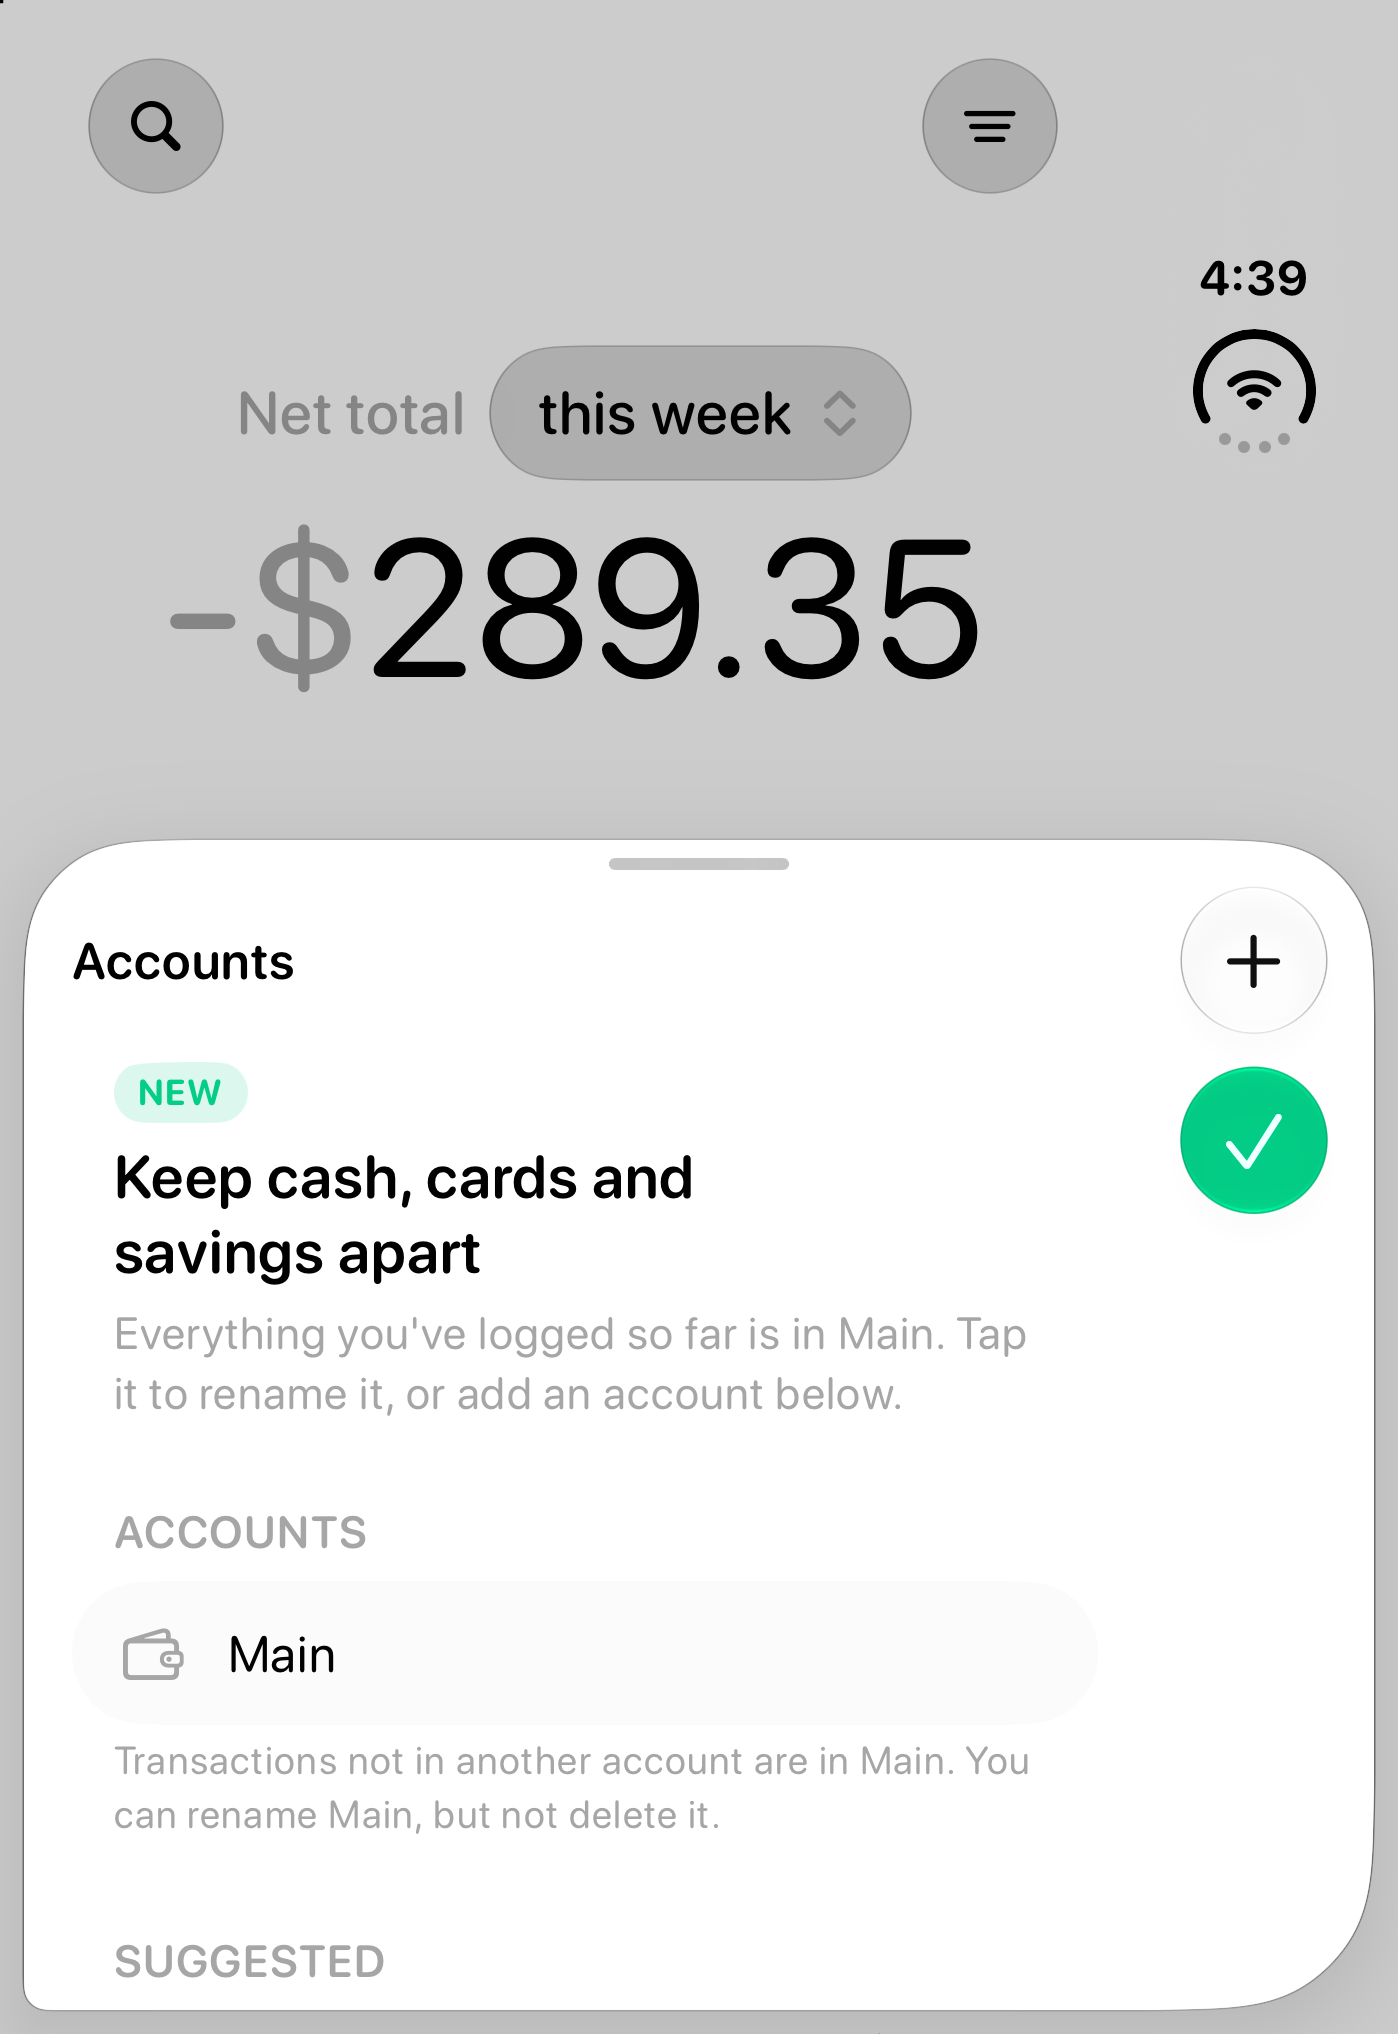 4:39
Net total this week
-$289.35
Accounts
NEW
Keep cash, cards and
savings apart
Everything you've logged so far is in Main. Tap
it to rename it, or add an account below.
ACCOUNTS
Main
Transactions not in another account are in Main. You
can rename Main, but not delete it.
SUGGESTED